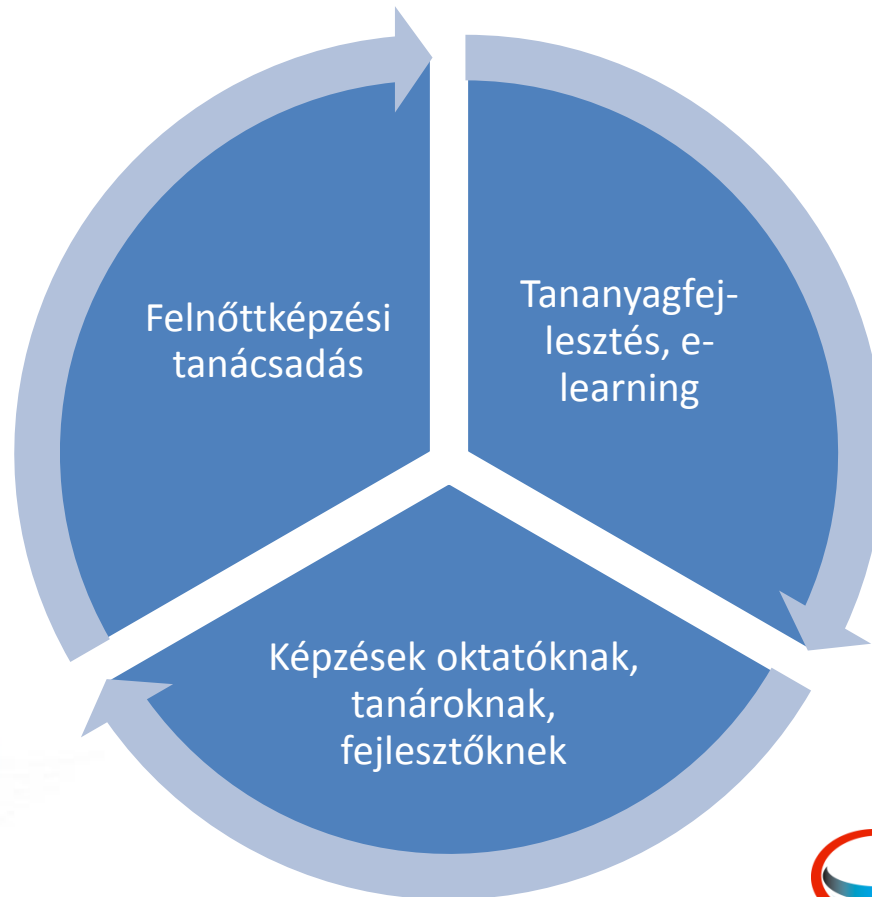 Felnőttképzési
tanácsadás
Tananyagfej-
lesztés, e-
learning
Képzések oktatóknak,
tanároknak,
fejlesztőknek